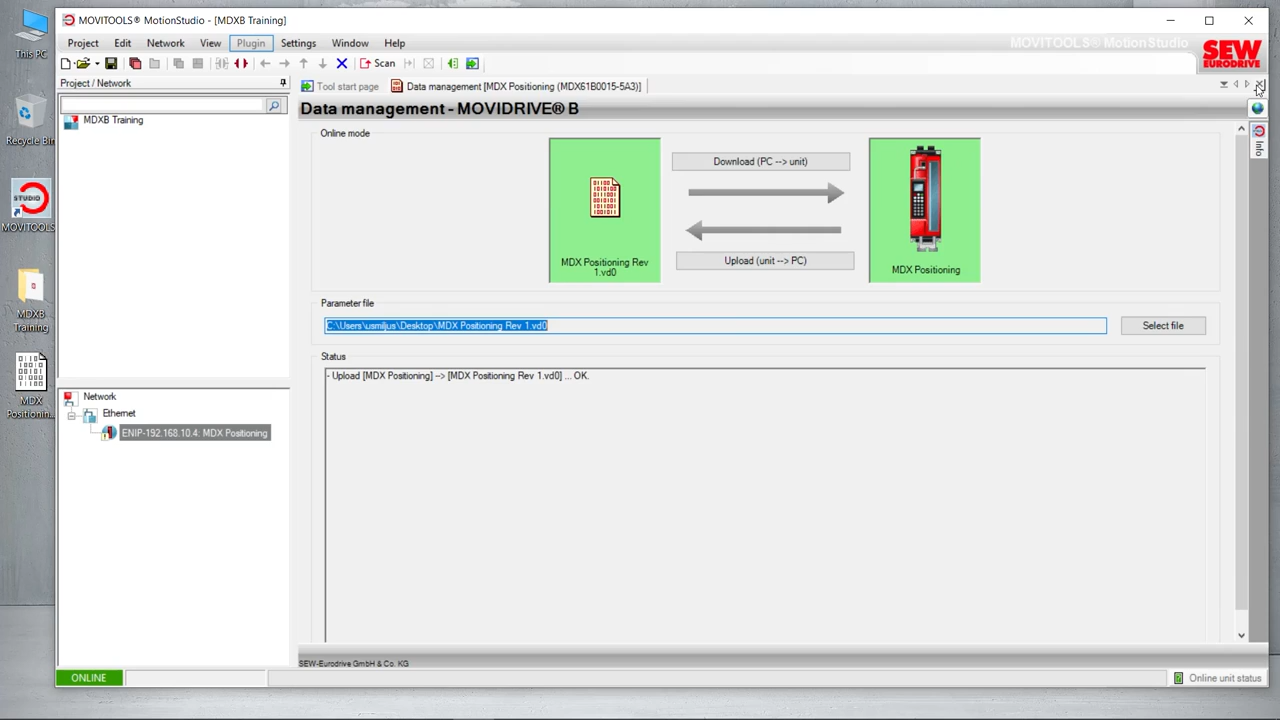 This PC
Recycle Bin
STUDIO
MOVITOOLS
MDXB
Training
MDX
Positionin...
MOVITOOLS® MotionStudio - [MDXB Training]
Project Edit Network View Plugin Settings Window Help
MOVITOOLS® MotionStudio
SEW
EURODRIVE
Scan
Project / Network
MDXB Training
Network
Ethernet
ENIP-192.168.10.4: MDX Positioning
Tool start page
Data management [MDX Positioning (MDX61B0015-5A3)]
Data management - MOVIDRIVE® B
Info
Online mode
MDX Positioning Rev
1.vd0
Download (PC --> unit)
Upload (unit --> PC)
MDX Positioning
Parameter file
C:\Users\usmiljus\Desktop\MDX Positioning Rev 1.vd0
Select file
Status
- Upload [MDX Positioning] --> [MDX Positioning Rev 1.vd0] ... OK.
SEW-Eurodrive GmbH & Co. KG
ONLINE
Online unit status